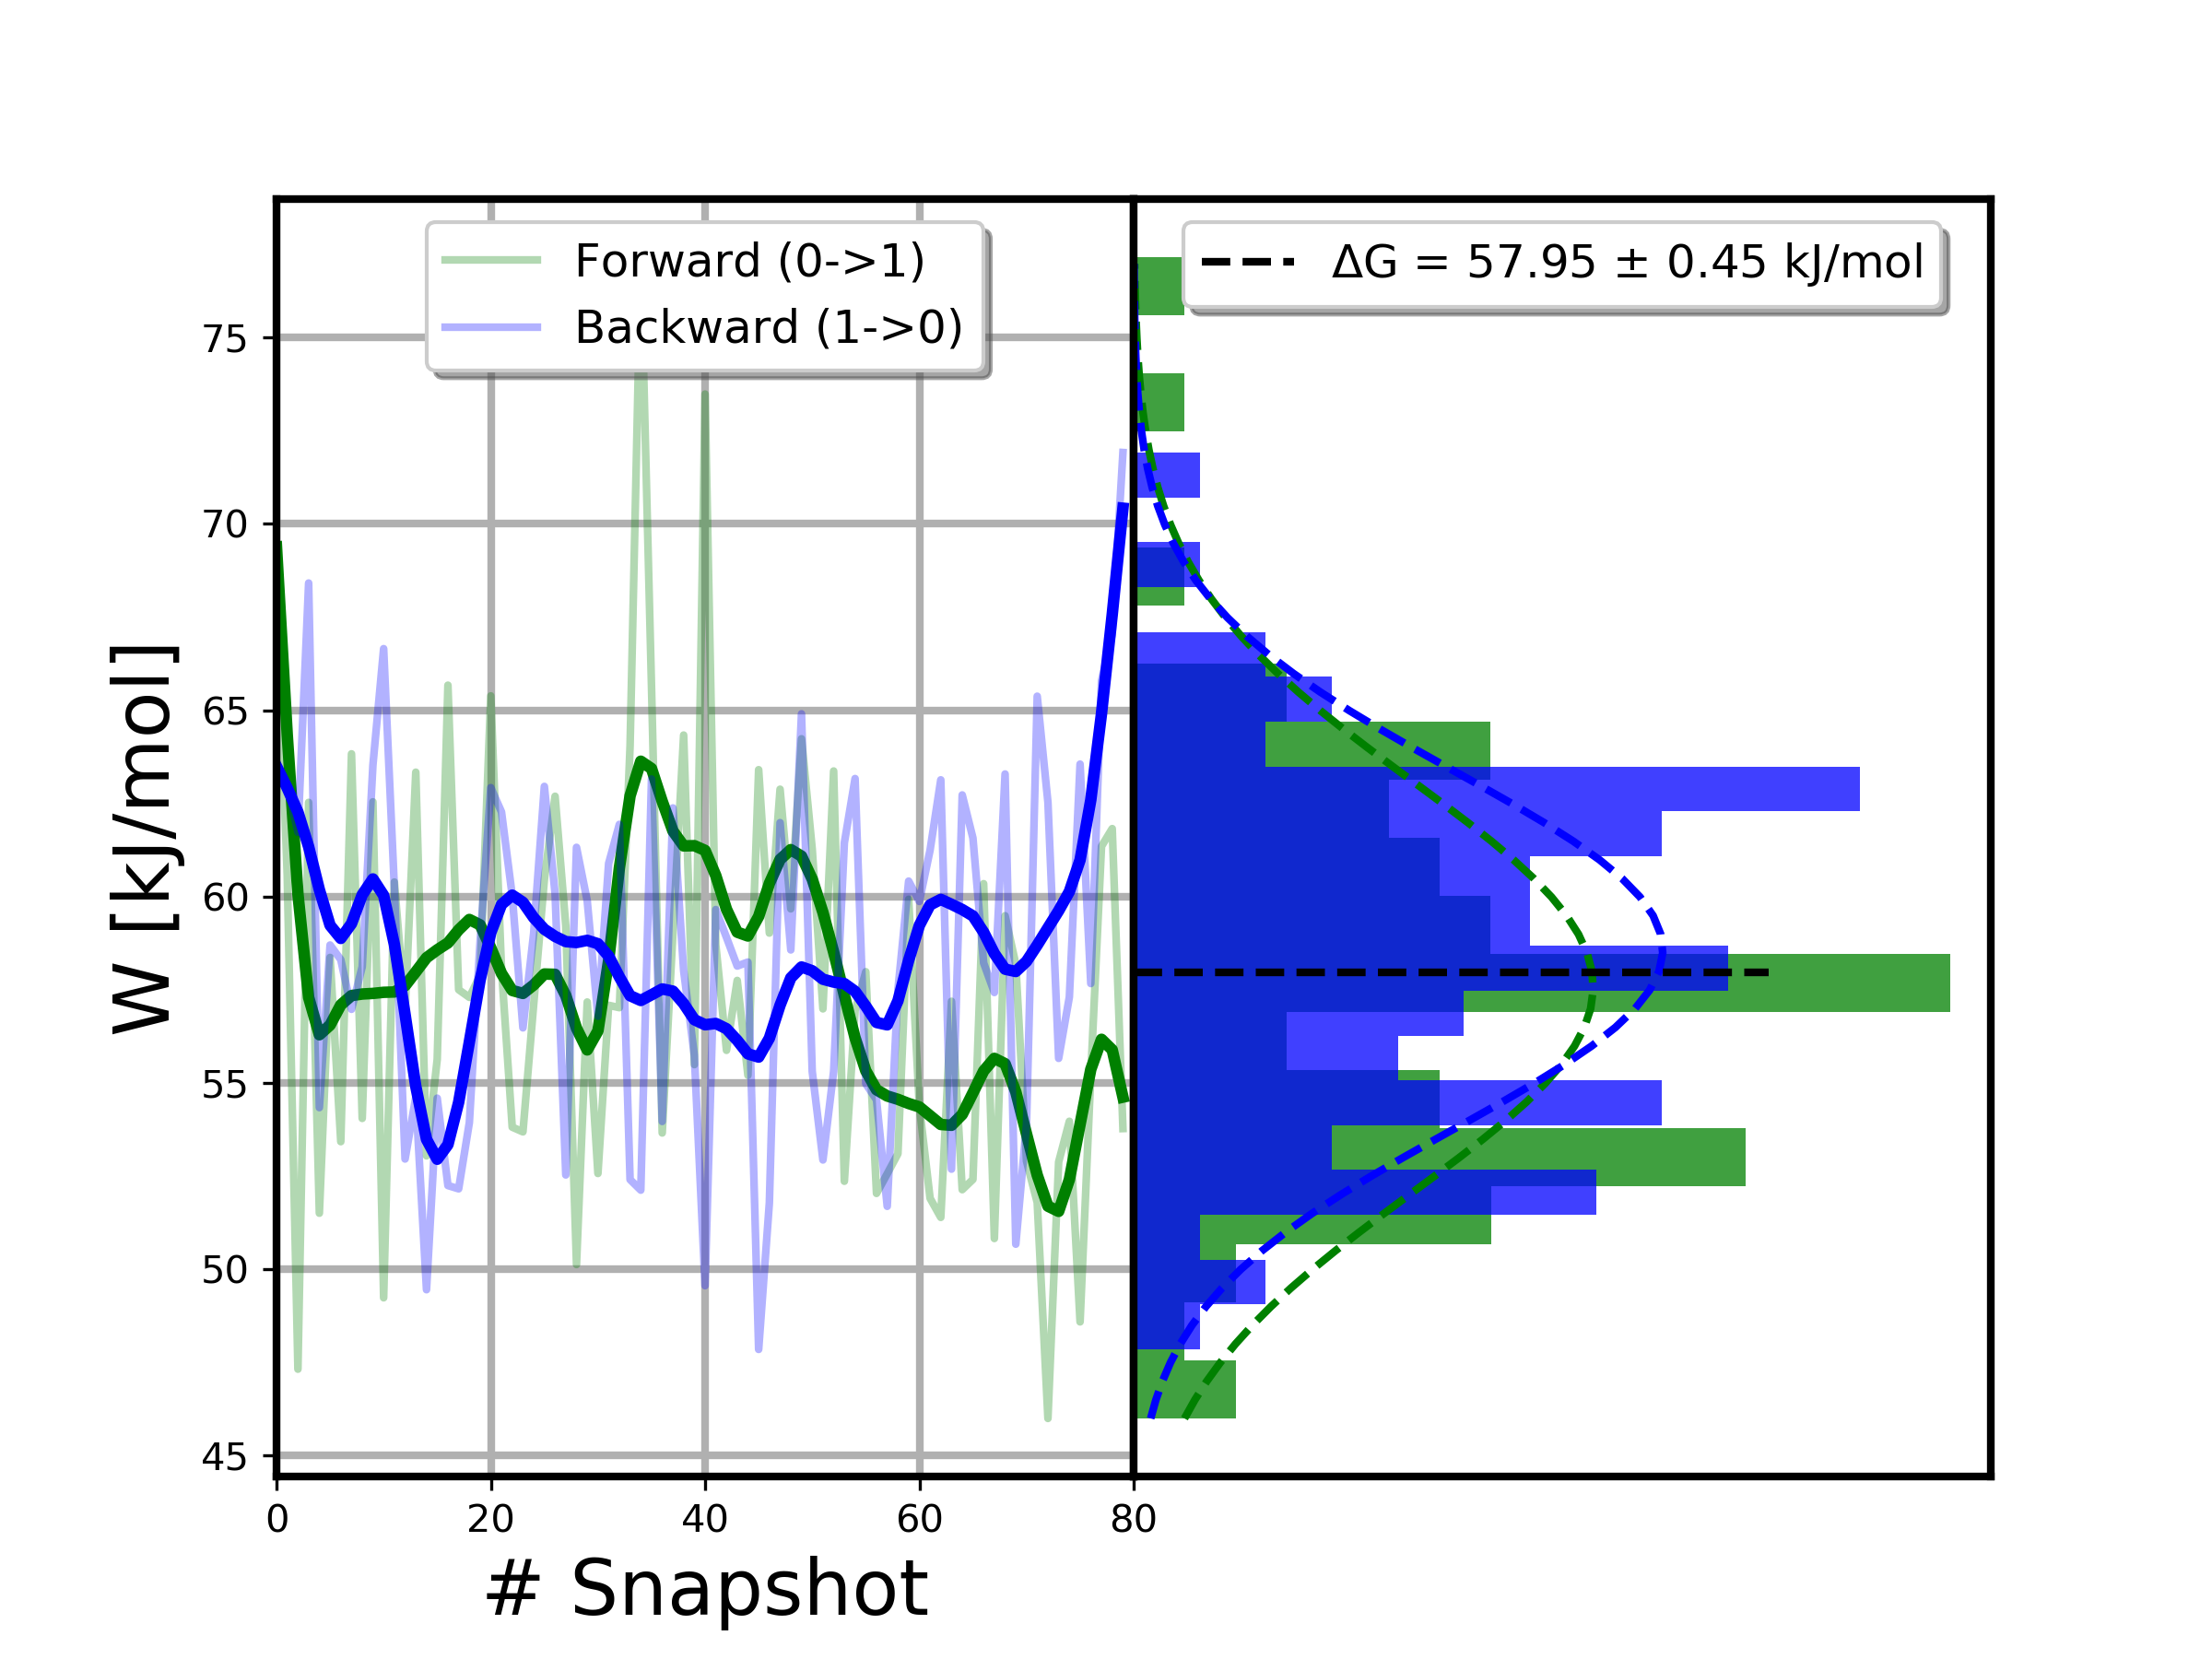 Forward (0->1)
Backward (1->0)
ΔG = 57.95 ± 0.45 kJ/mol
W [kJ/mol]
75
70
65
60
55
50
45
0 20 40 60 80
# Snapshot